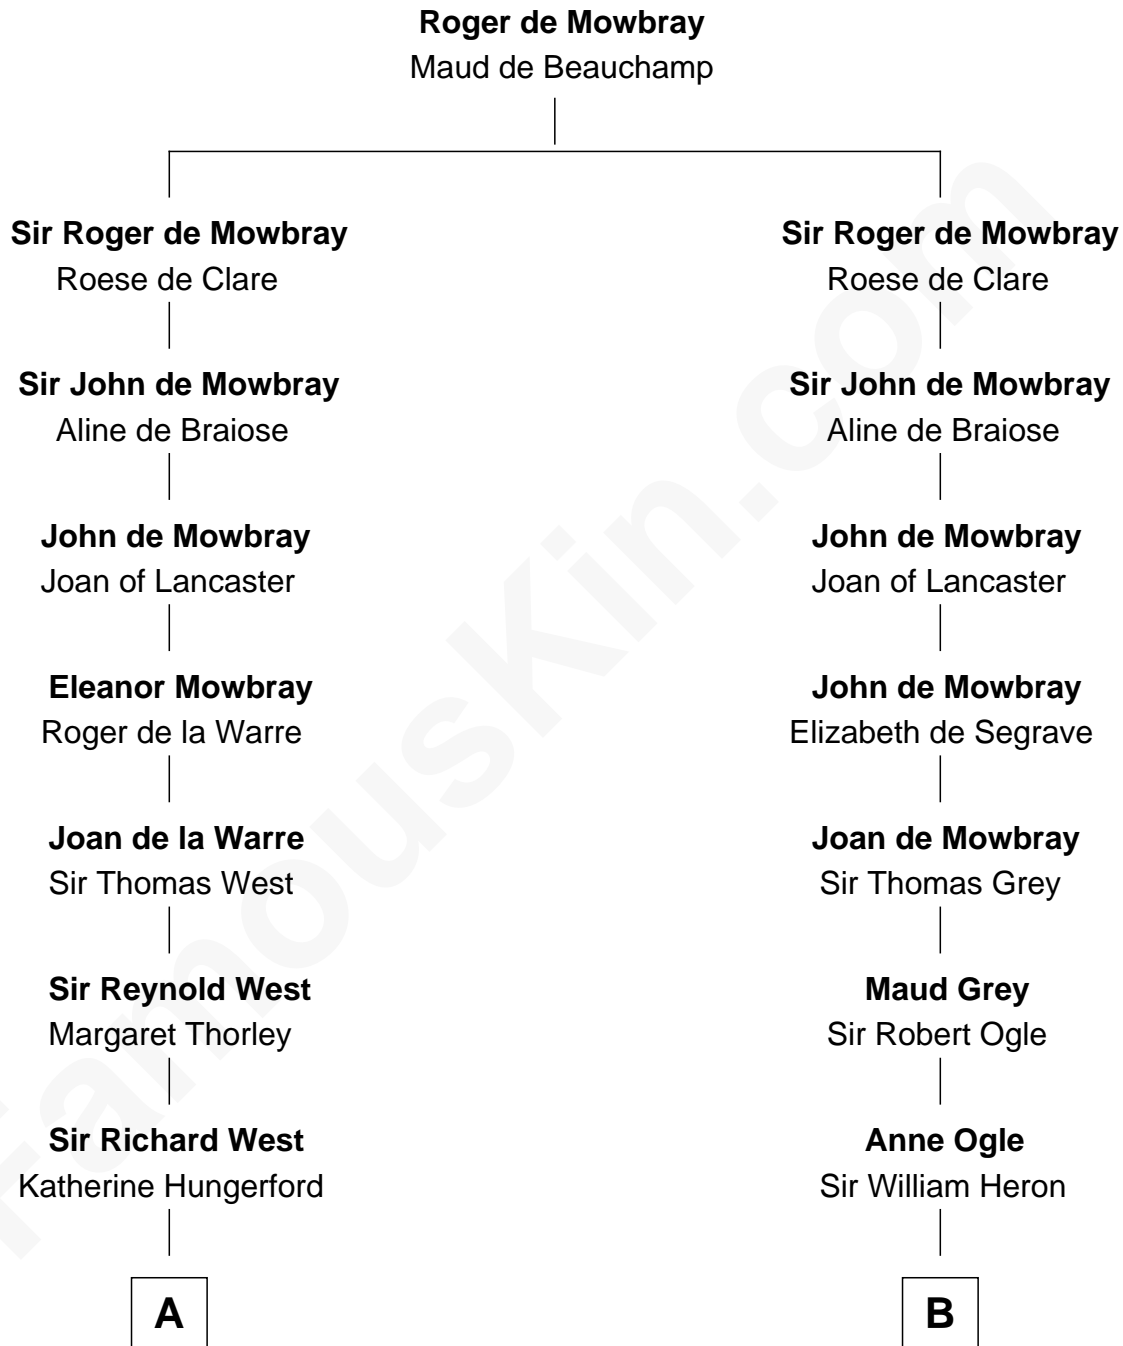 Roger de Mowbray
Maud de Beauchamp
Sir Roger de Mowbray
Roese de Clare
Sir John de Mowbray
Aline de Braiose
John de Mowbray
Joan of Lancaster
Eleanor Mowbray
Roger de la Warre
Joan de la Warre
Sir Thomas West
Sir Reynold West
Margaret Thorley
Sir Richard West
Katherine Hungerford
A
Sir Roger de Mowbray
Roese de Clare
Sir John de Mowbray
Aline de Braiose
John de Mowbray
Joan of Lancaster
John de Mowbray
Elizabeth de Segrave
Joan de Mowbray
Sir Thomas Grey
Maud Grey
Sir Robert Ogle
Anne Ogle
Sir William Heron
B
FamousKin.com